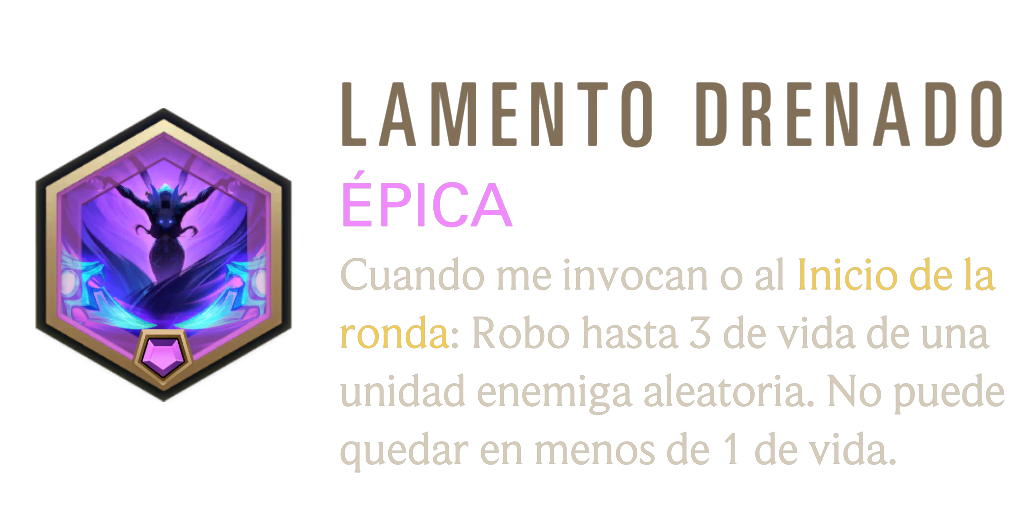 LAMENTO DRENADO
ÉPICA
Cuando me invocan o al Inicio de la
ronda: Robo hasta 3 de vida de una
unidad enemiga aleatoria. No puede
quedar en menos de 1 de vida.